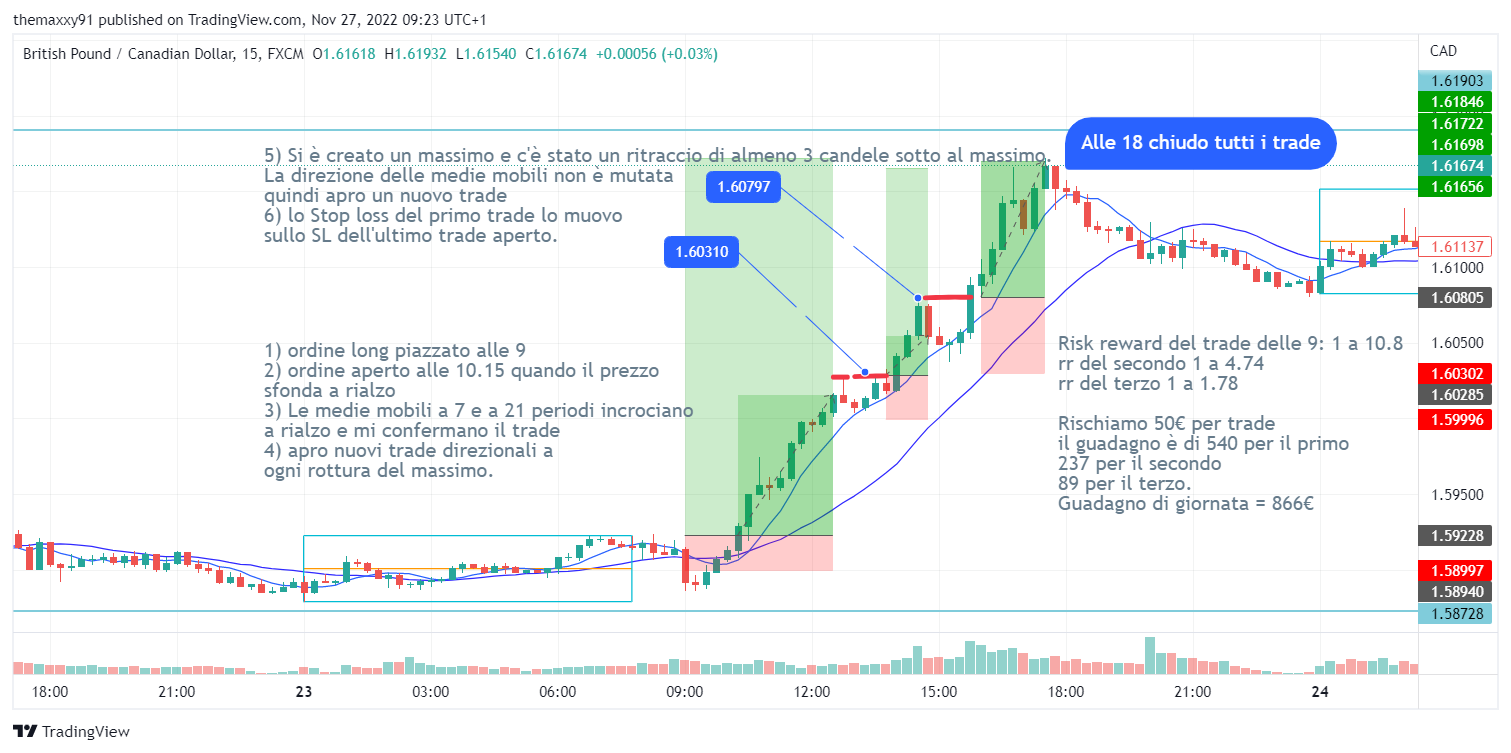 themaxxy91 published on TradingView.com, Nov 27, 2022 09:23 UTC+1
British Pound / Canadian Dollar, 15, FXCM O1.61618 H1.61932 L1.61540 C1.61674 +0.00056 (+0.03%)
CAD
1.61903
1.61846
1.61722
1.61698
1.61674
1.61656
1.61137
1.61000
1.60805
1.60500
1.60302
1.60285
1.59996
1.59500
1.59228
1.58997
1.58940
1.58728
Alle 18 chiudo tutti i trade
5) Si è creato un massimo e c'è stato un ritraccio di almeno 3 candele sotto al massimo.
La direzione delle medie mobili non è mutata
quindi apro un nuovo trade
6) lo Stop loss del primo trade lo muovo
sullo SL dell'ultimo trade aperto.
1.60797
1.60310
1) ordine long piazzato alle 9
2) ordine aperto alle 10.15 quando il prezzo
sfonda a rialzo
3) Le medie mobili a 7 e a 21 periodi incrociano
a rialzo e mi confermano il trade
4) apro nuovi trade direzionali a
ogni rottura del massimo.
Risk reward del trade delle 9: 1 a 10.8
rr del secondo 1 a 4.74
rr del terzo 1 a 1.78
Rischiamo 50€ per trade
il guadagno è di 540 per il primo
237 per il secondo
89 per il terzo.
Guadagno di giornata = 866€
18:00 21:00 23 03:00 06:00 09:00 12:00 15:00 18:00 21:00 24
TradingView